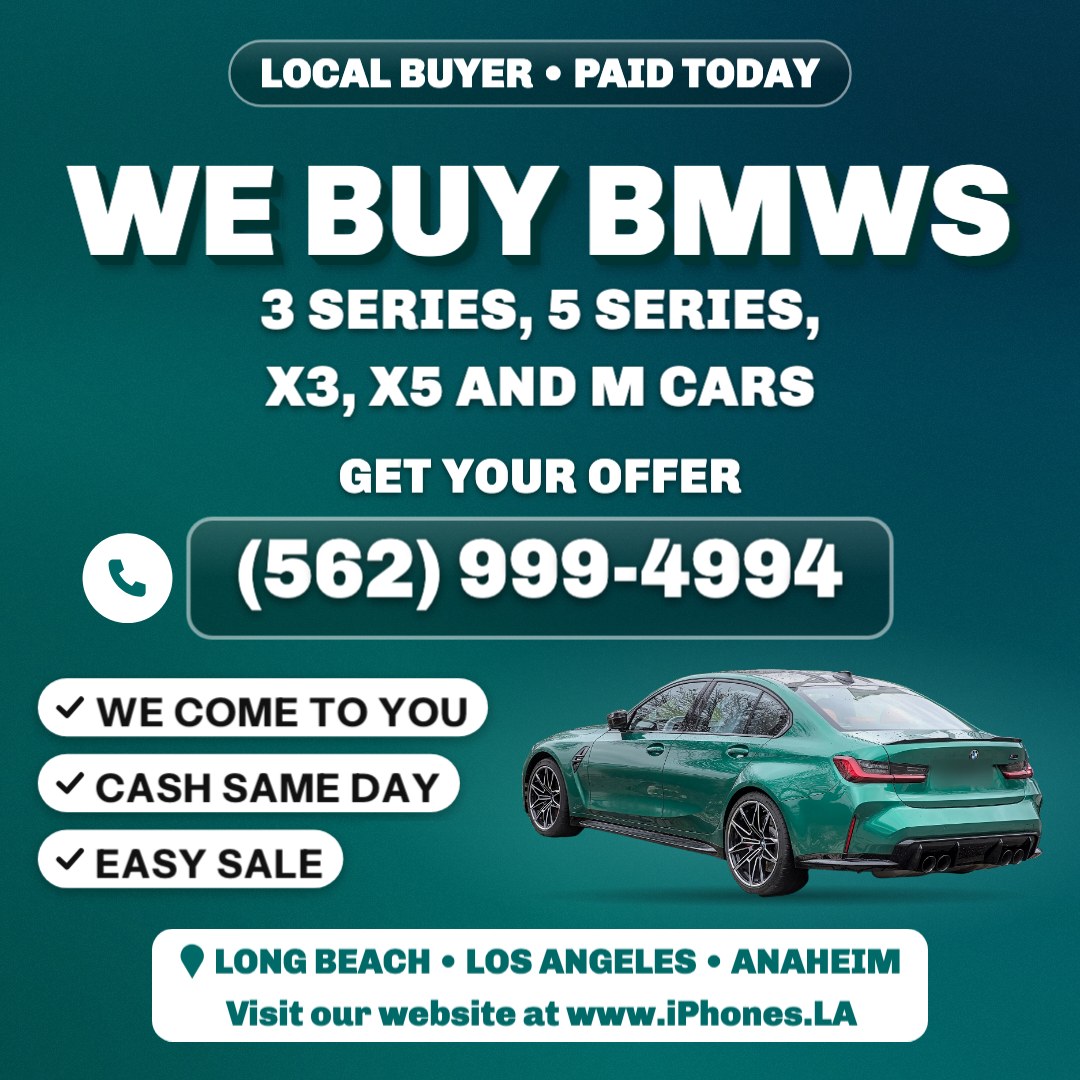 LOCAL BUYER • PAID TODAY
WE BUY BMWS
3 SERIES, 5 SERIES,
X3, X5 AND M CARS
GET YOUR OFFER
(562) 999-4994
WE COME TO YOU
CASH SAME DAY
EASY SALE
LONG BEACH • LOS ANGELES • ANAHEIM
Visit our website at www.iPhones.LA